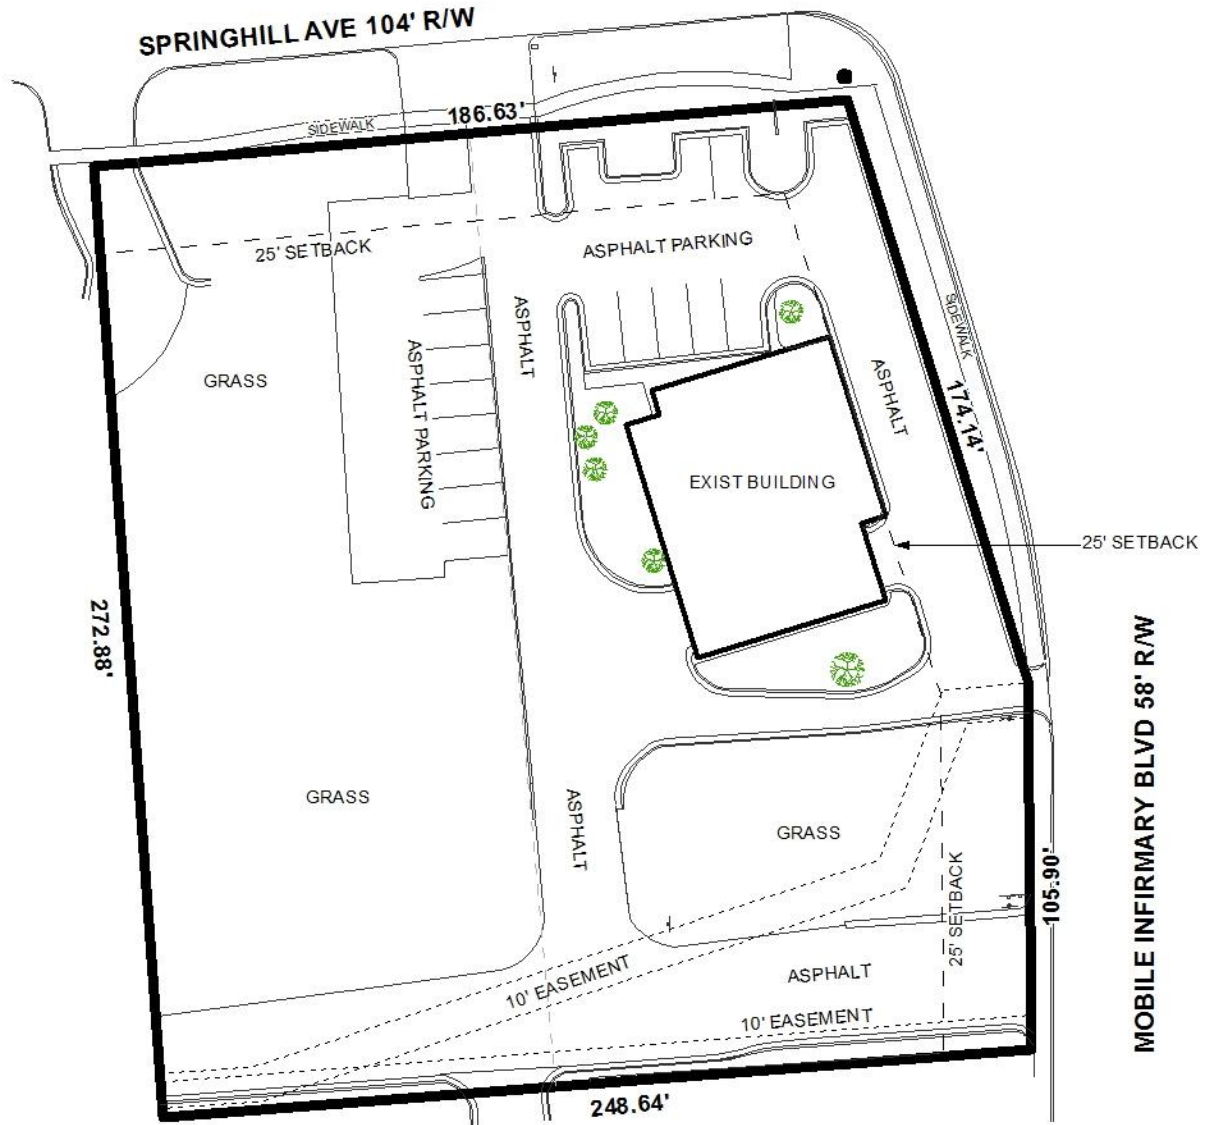 SPRINGHILL AVE 104' R/W
186.63'
SIDEWALK
25' SETBACK
ASPHALT PARKING
ASPHALT
SIDEWALK
GRASS
ASPHALT PARKING
ASPHALT
174.14'
EXIST BUILDING
25' SETBACK
272.88'
MOBILE INFIRMARY BLVD 58' R/W
GRASS
ASPHALT
GRASS
105.90'
25' SETBACK
10' EASEMENT
ASPHALT
10' EASEMENT
248.64'